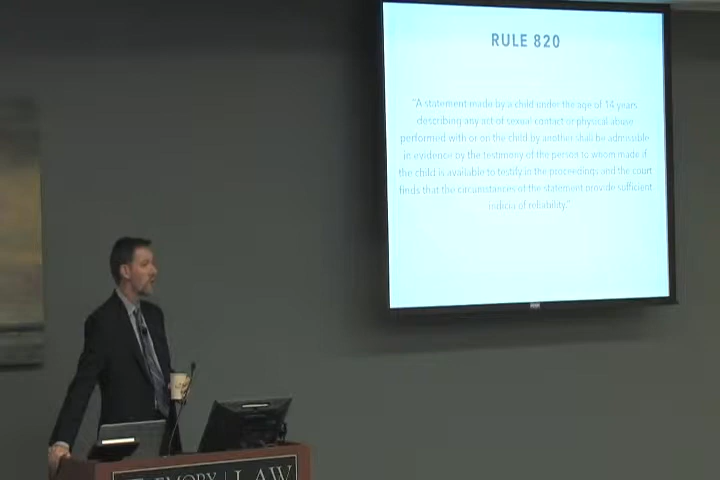 RULE 820
"A statement made by a child under the age of 14 years
describing any act of sexual contact or physical abuse
performed with or on the child by another shall be admissible
in evidence by the testimony of the person to whom made if
the child is available to testify in the proceedings and the court
finds that the circumstances of the statement provide sufficient
indicia of reliability."
EMORY | LAW